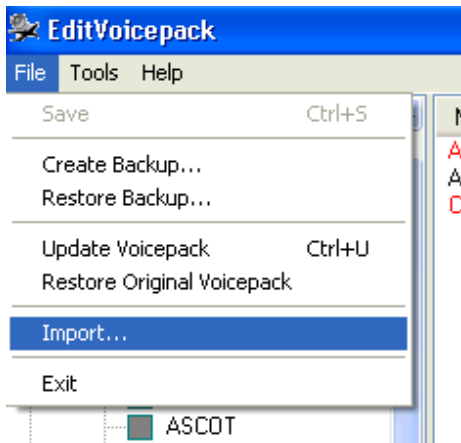 EditVoicepack
File Tools Help
Save Ctrl+S
Create Backup...
Restore Backup...
Update Voicepack Ctrl+U
Restore Original Voicepack
Import...
Exit
ASCOT